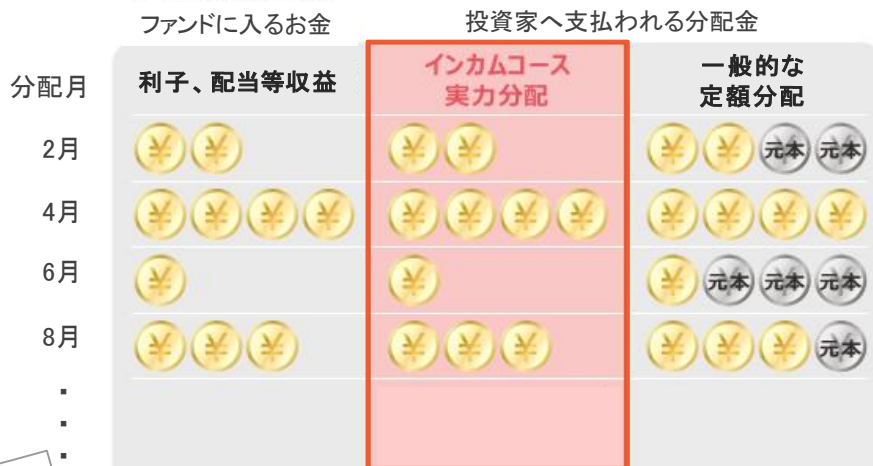 ファンドに入るお金 投資家へ支払われる分配金
分配月 利子、配当等収益 インカムコース 実力分配 一般的な 定額分配
2月 ¥ ¥ ¥ ¥ ¥ ¥ 元本 元本
4月 ¥ ¥ ¥ ¥ ¥ ¥ ¥ ¥ ¥ ¥ ¥ ¥
6月 ¥ ¥ ¥ 元本 元本 元本
8月 ¥ ¥ ¥ ¥ ¥ ¥ ¥ ¥ ¥ 元本